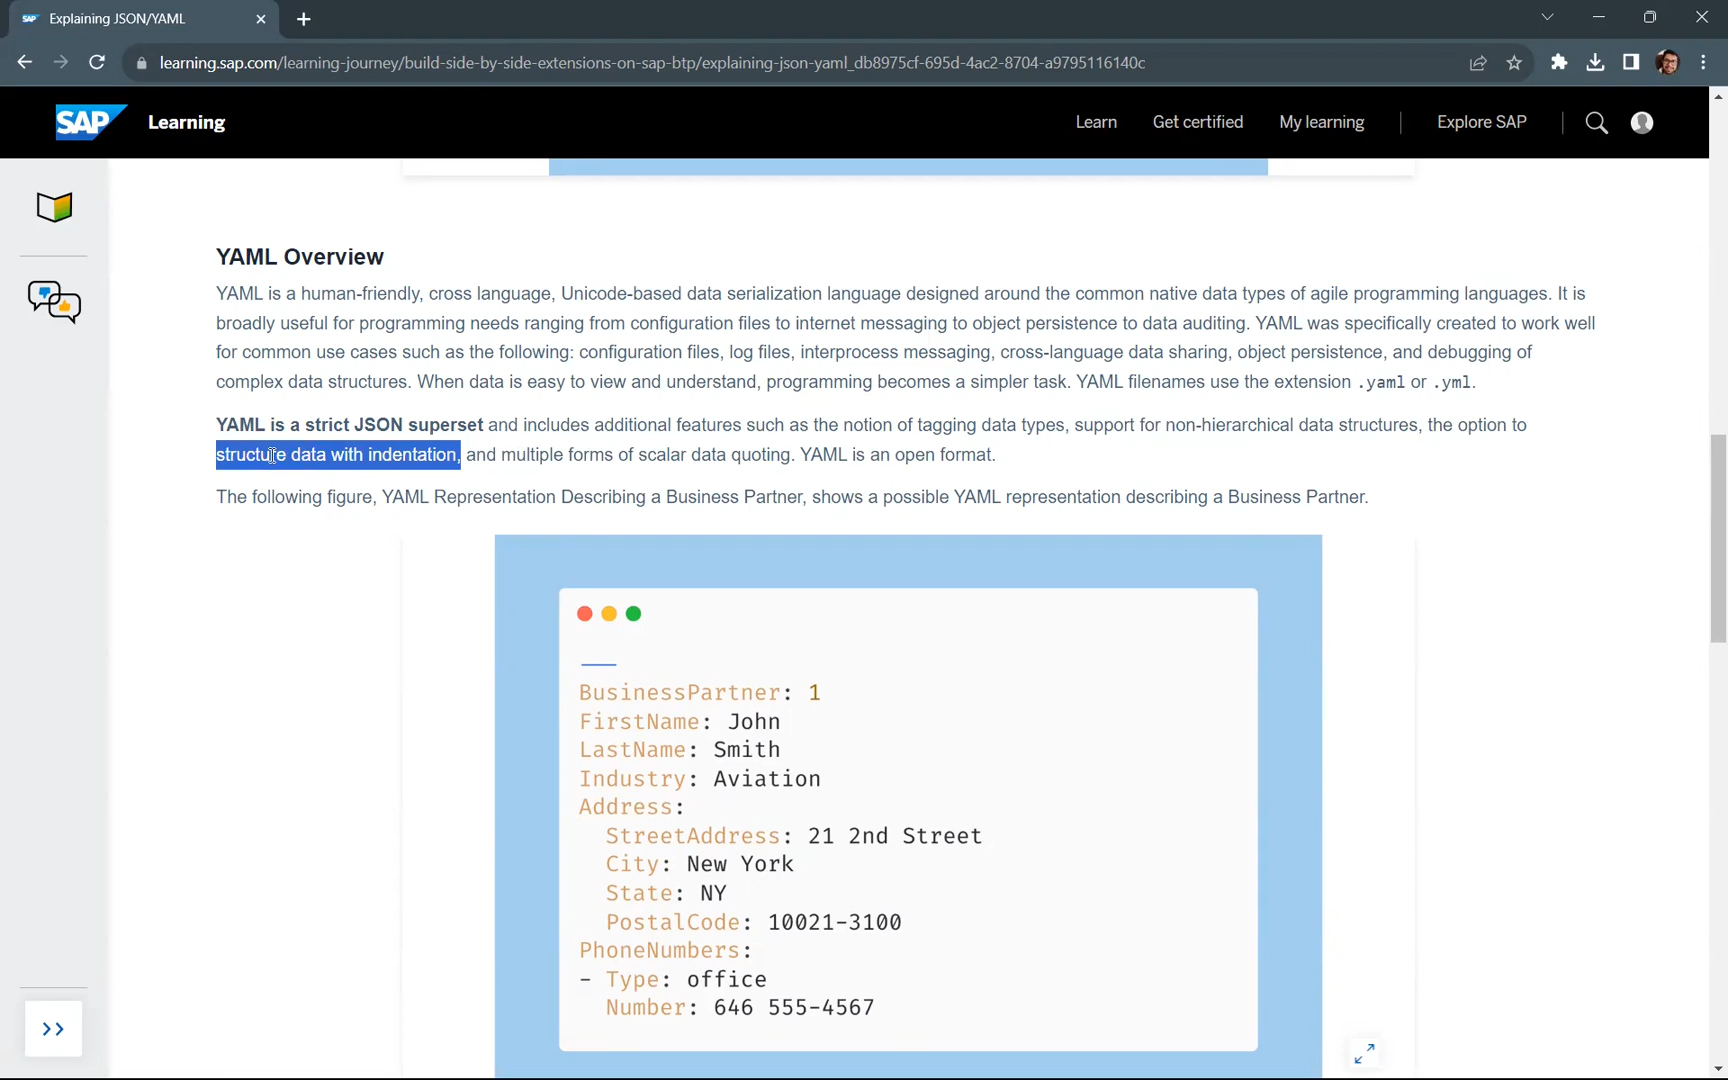 Explaining JSON/YAML
learning.sap.com/learning-journey/build-side-by-side-extensions-on-sap-btp/explaining-json-yaml_db8975cf-695d-4ac2-8704-a9795116140c
SAP Learning Learn Get certified My learning Explore SAP
YAML Overview
YAML is a human-friendly, cross language, Unicode-based data serialization language designed around the common native data types of agile programming languages. It is
broadly useful for programming needs ranging from configuration files to internet messaging to object persistence to data auditing. YAML was specifically created to work well
for common use cases such as the following: configuration files, log files, interprocess messaging, cross-language data sharing, object persistence, and debugging of
complex data structures. When data is easy to view and understand, programming becomes a simpler task. YAML filenames use the extension .yaml or .yml.
YAML is a strict JSON superset and includes additional features such as the notion of tagging data types, support for non-hierarchical data structures, the option to
structure data with indentation, and multiple forms of scalar data quoting. YAML is an open format.
The following figure, YAML Representation Describing a Business Partner, shows a possible YAML representation describing a Business Partner.
---
BusinessPartner: 1
FirstName: John
LastName: Smith
Industry: Aviation
Address:
StreetAddress: 21 2nd Street
City: New York
State: NY
PostalCode: 10021-3100
PhoneNumbers:
- Type: office
Number: 646 555-4567